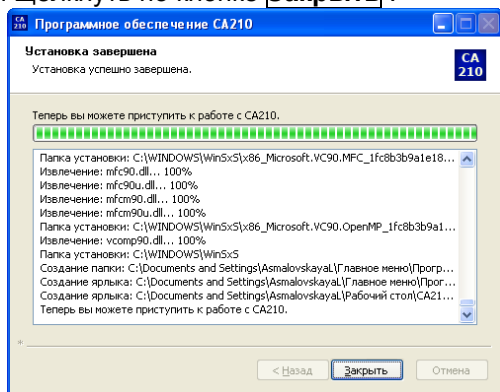 Щелкнуть по кнопке Закрыть.
CA
210
Программное обеспечение CA210
Установка завершена
Установка успешно завершена.
CA
210
Теперь вы можете приступить к работе с CA210.
Папка установки: C:\WINDOWS\WinSxS\x86_Microsoft.VC90.MFC_1fc8b3b9a1e18...
Извлечение: mfc90.dll... 100%
Извлечение: mfc90u.dll... 100%
Извлечение: mfcm90.dll... 100%
Извлечение: mfcm90u.dll... 100%
Папка установки: C:\WINDOWS\WinSxS\x86_Microsoft.VC90.OpenMP_1fc8b3b9a1...
Извлечение: vcomp90.dll... 100%
Папка установки: C:\WINDOWS\WinSxS
Создание папки: C:\Documents and Settings\AsmalovskayaL\Главное меню\Прогр...
Создание ярлыка: C:\Documents and Settings\AsmalovskayaL\Главное меню\Прог...
Создание ярлыка: C:\Documents and Settings\AsmalovskayaL\Рабочий стол\CA21...
Теперь вы можете приступить к работе с CA210.
< Назад Закрыть Отмена